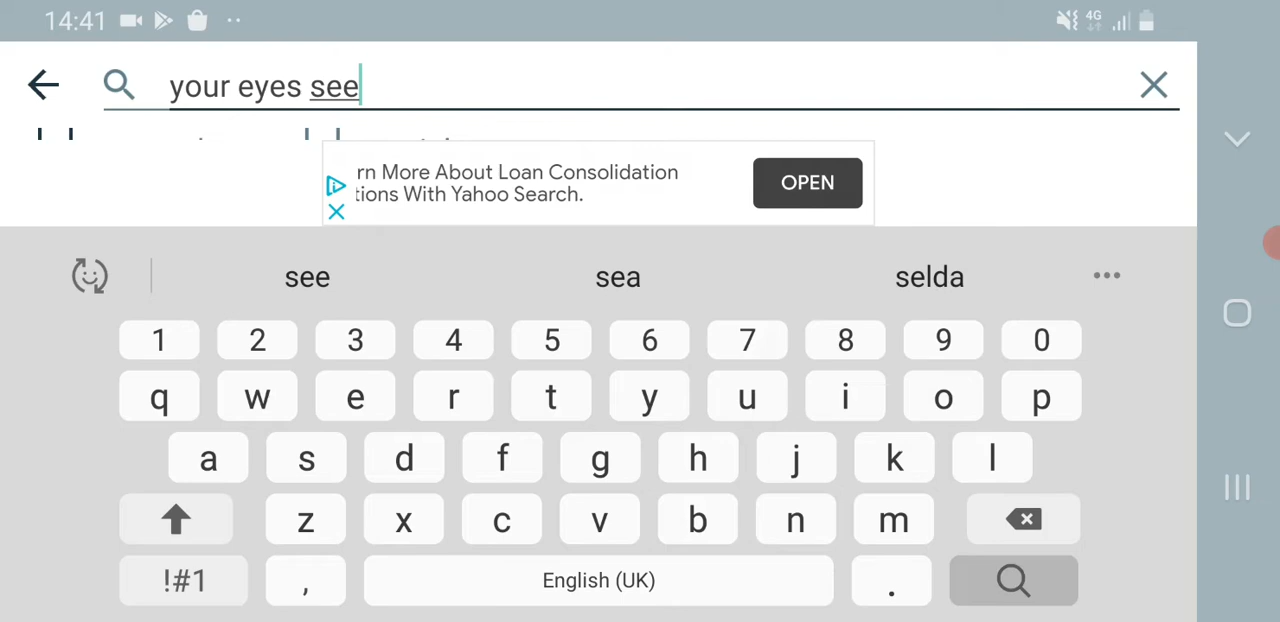 14:41
4G
your eyes see
rn More About Loan Consolidation
tions With Yahoo Search.
OPEN
see sea selda
1 2 3 4 5 6 7 8 9 0
q w e r t y u i o p
a s d f g h j k l
z x c v b n m
!#1 , English (UK) .